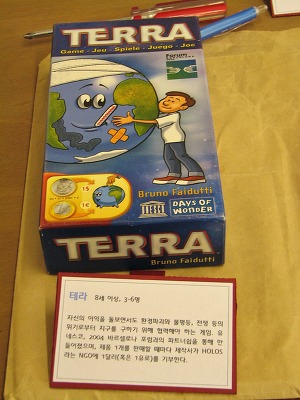 TERRA
Game - Jeu - Spiele - Juego - Joc
Forum
1$
1€
Bruno Faidutti
UNESCO
DAYS OF WONDER
TERRA
Bruno Faidutti
테라 8세 이상, 3-6명
자신의 이익을 돌보면서도 환경파괴와 불평등, 전쟁 등의
위기로부터 지구를 구하기 위해 협력해야 하는 게임. 유
네스코, 2004 바르셀로나 포럼과의 파트너쉽을 통해 만
들어졌으며, 제품 1개를 판매할 때마다 제작사가 HOLOS
라는 NGO에 1달러(혹은 1유로)를 기부한다.